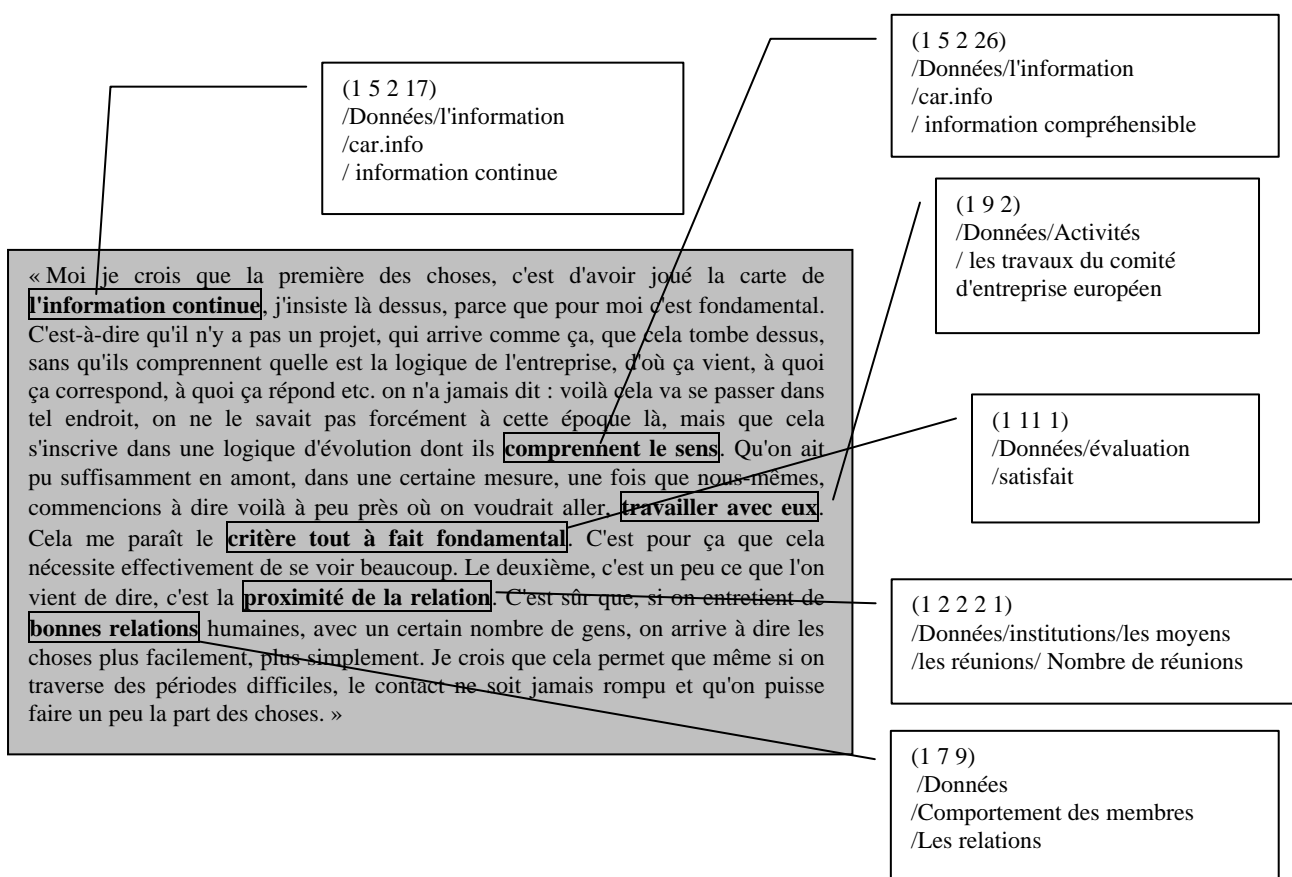 (1 5 2 26)
/Données/l'information
/car.info
/ information compréhensible
(1 5 2 17)
/Données/l'information
/car.info
/ information continue
(1 9 2)
/Données/Activités
/ les travaux du comité
d'entreprise européen
« Moi je crois que la première des choses, c'est d'avoir joué la carte de
l'information continue, j'insiste là dessus, parce que pour moi c'est fondamental.
C'est-à-dire qu'il n'y a pas un projet, qui arrive comme ça, que cela tombe dessus,
sans qu'ils comprennent quelle est la logique de l'entreprise, d'où ça vient, à quoi
ça correspond, à quoi ça répond etc. on n'a jamais dit : voilà cela va se passer dans
tel endroit, on ne le savait pas forcément à cette époque là, mais que cela
s'inscrive dans une logique d'évolution dont ils comprennent le sens. Qu'on ait
pu suffisamment en amont, dans une certaine mesure, une fois que nous-mêmes,
commencions à dire voilà à peu près où on voudrait aller, travailler avec eux.
Cela me paraît le critère tout à fait fondamental. C'est pour ça que cela
nécessite effectivement de se voir beaucoup. Le deuxième, c'est un peu ce que l'on
vient de dire, c'est la proximité de la relation. C'est sûr que, si on entretient de
bonnes relations humaines, avec un certain nombre de gens, on arrive à dire les
choses plus facilement, plus simplement. Je crois que cela permet que même si on
traverse des périodes difficiles, le contact ne soit jamais rompu et qu'on puisse
faire un peu la part des choses. »
(1 11 1)
/Données/évaluation
/satisfait
(1 2 2 2 1)
/Données/institutions/les moyens
/les réunions/ Nombre de réunions
(1 7 9)
/Données
/Comportement des membres
/Les relations